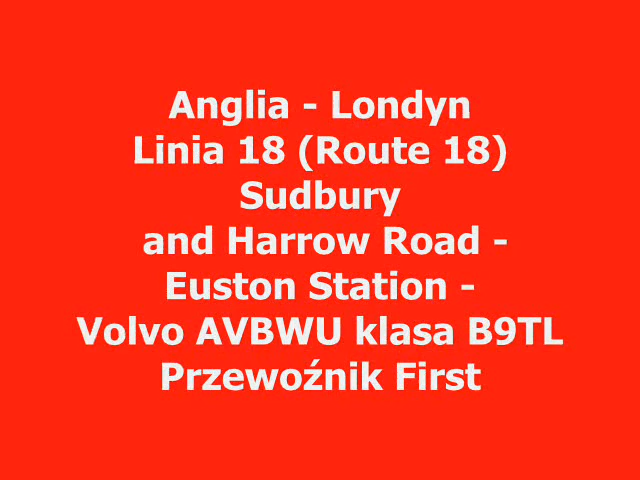 Anglia - Londyn
Linia 18 (Route 18)
Sudbury
and Harrow Road -
Euston Station -
Volvo AVBWU klasa B9TL
Przewoźnik First